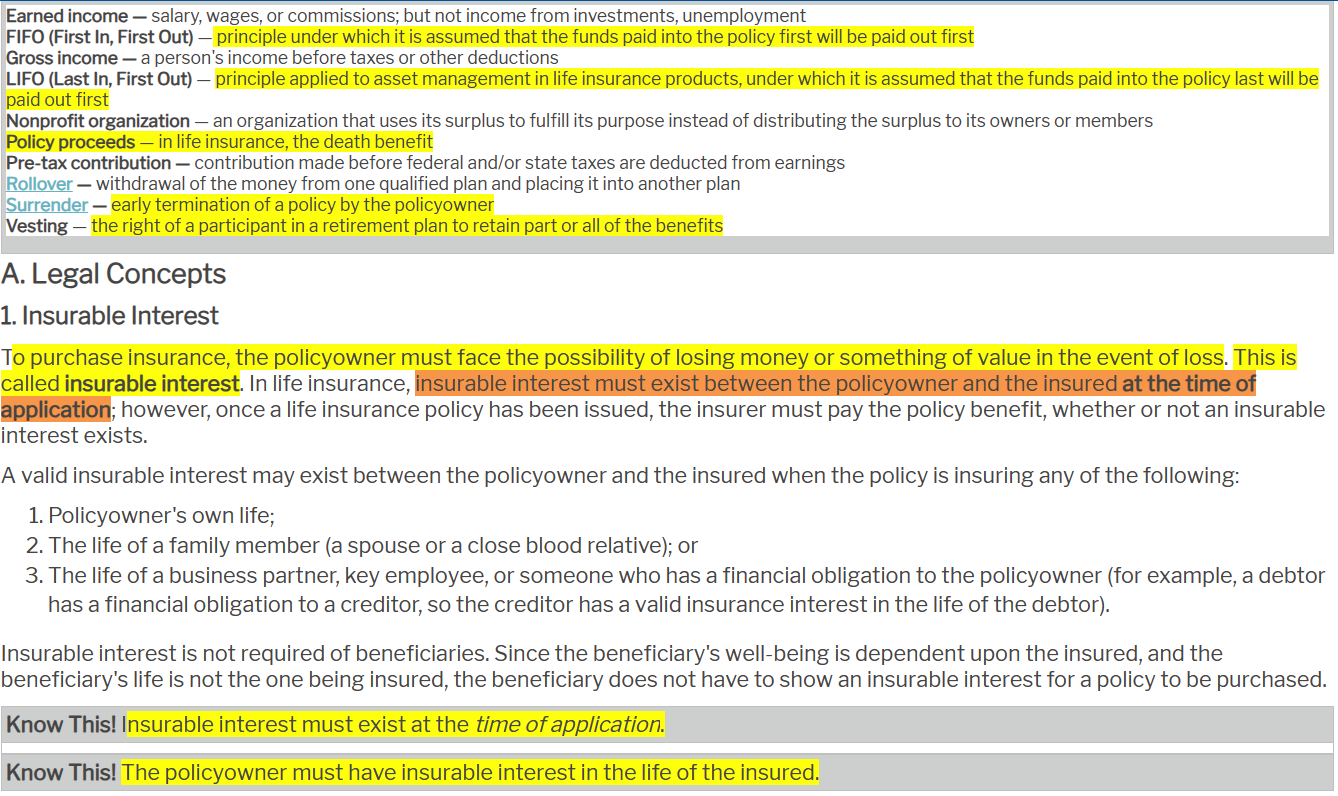 Earned income — salary, wages, or commissions; but not income from investments, unemployment
FIFO (First In, First Out) — principle under which it is assumed that the funds paid into the policy first will be paid out first
Gross income — a person's income before taxes or other deductions
LIFO (Last In, First Out) — principle applied to asset management in life insurance products, under which it is assumed that the funds paid into the policy last will be
paid out first
Nonprofit organization — an organization that uses its surplus to fulfill its purpose instead of distributing the surplus to its owners or members
Policy proceeds — in life insurance, the death benefit
Pre-tax contribution — contribution made before federal and/or state taxes are deducted from earnings
Rollover — withdrawal of the money from one qualified plan and placing it into another plan
Surrender — early termination of a policy by the policyowner
Vesting — the right of a participant in a retirement plan to retain part or all of the benefits
A. Legal Concepts
1. Insurable Interest
To purchase insurance, the policyowner must face the possibility of losing money or something of value in the event of loss. This is
called insurable interest. In life insurance, insurable interest must exist between the policyowner and the insured at the time of
application; however, once a life insurance policy has been issued, the insurer must pay the policy benefit, whether or not an insurable
interest exists.
A valid insurable interest may exist between the policyowner and the insured when the policy is insuring any of the following:
1. Policyowner's own life;
2. The life of a family member (a spouse or a close blood relative); or
3. The life of a business partner, key employee, or someone who has a financial obligation to the policyowner (for example, a debtor
has a financial obligation to a creditor, so the creditor has a valid insurance interest in the life of the debtor).
Insurable interest is not required of beneficiaries. Since the beneficiary's well-being is dependent upon the insured, and the
beneficiary's life is not the one being insured, the beneficiary does not have to show an insurable interest for a policy to be purchased.
Know This! Insurable interest must exist at the time of application.
Know This! The policyowner must have insurable interest in the life of the insured.